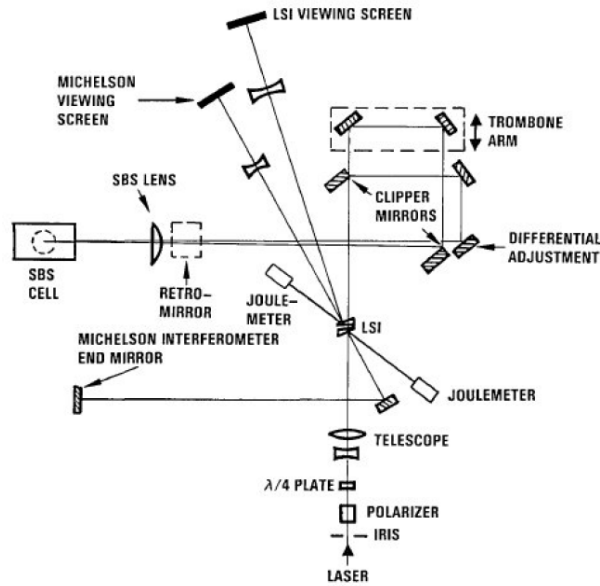 LSI VIEWING SCREEN
MICHELSON
VIEWING
SCREEN
TROMBONE
ARM
SBS LENS
CLIPPER
MIRRORS
DIFFERENTIAL
ADJUSTMENT
SBS
CELL
RETRO-
MIRROR
JOULE-
METER
LSI
MICHELSON INTERFEROMETER
END MIRROR
JOULEMETER
TELESCOPE
λ/4 PLATE
POLARIZER
IRIS
LASER